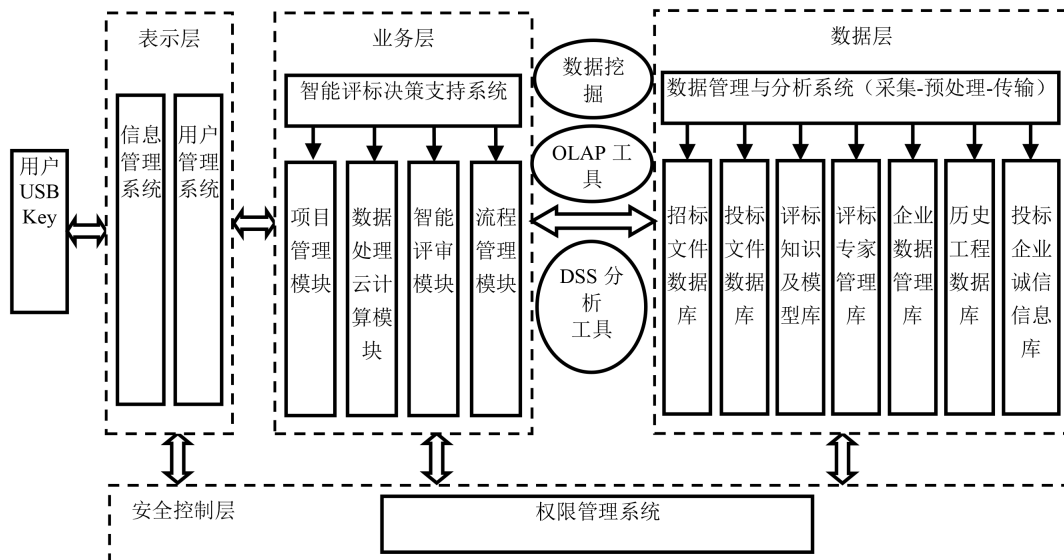 表示层
业务层
数据层
用户
USB
Key
信息
管理
系统
用户
管理
系统
智能评标决策支持系统
项目
管理
模块
数据
处理
云计
算模
块
智能
评审
模块
流程
管理
模块
数据挖
掘
OLAP 工
具
DSS 分
析
工具
数据管理与分析系统（采集-预处理-传输）
招标
文件
数据
库
投标
文件
数据
库
评标
知识
及模
型库
评标
专家
管理
库
企业
数据
管理
库
历史
工程
数据
库
投标
企业
诚信
信息
库
安全控制层
权限管理系统